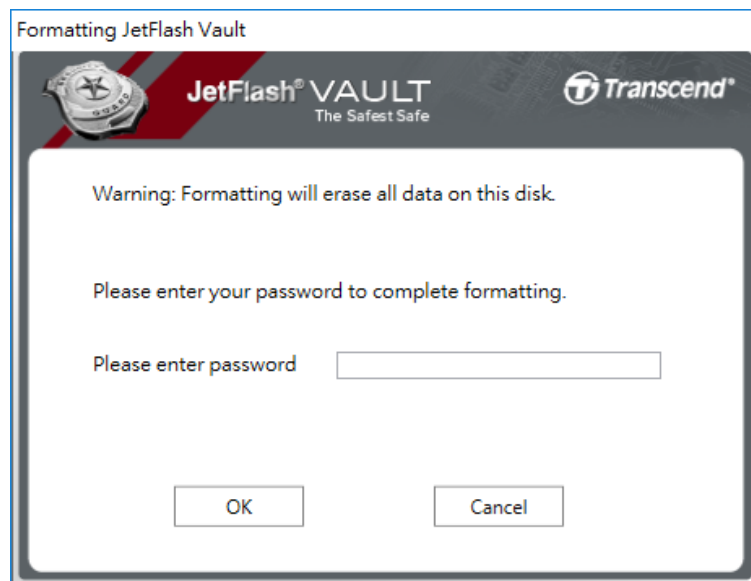 Formatting JetFlash Vault
JetFlash® VAULT
The Safest Safe
Transcend®
GUARD
Warning: Formatting will erase all data on this disk.
Please enter your password to complete formatting.
Please enter password
OK
Cancel